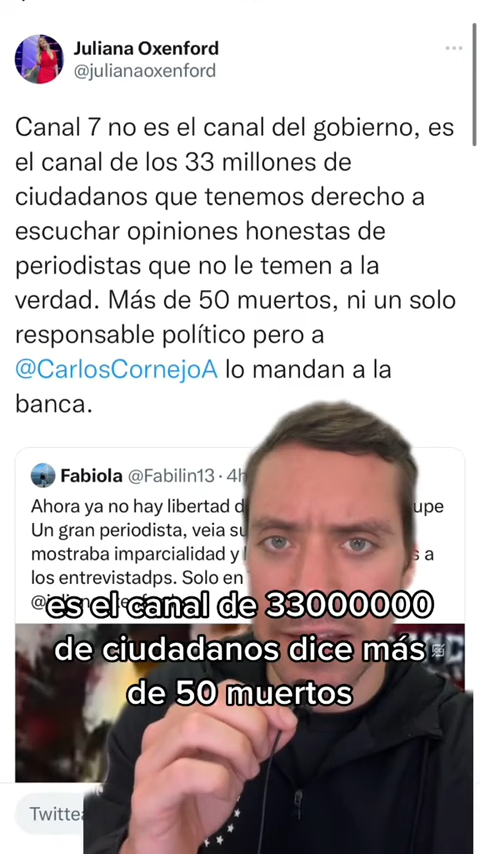 Juliana Oxenford
@julianaoxenford
Canal 7 no es el canal del gobierno, es
el canal de los 33 millones de
ciudadanos que tenemos derecho a
escuchar opiniones honestas de
periodistas que no le temen a la
verdad. Más de 50 muertos, ni un solo
responsable político pero a
@CarlosCornejoA lo mandan a la
banca.
Fabiola @Fabilin13 · 4h
Ahora ya no hay libertad
Un gran periodista, veia
mostraba imparcialidad y a
los entrevistadps. Solo en
es el canal de 33000000
de ciudadanos dice más
de 50 muertos